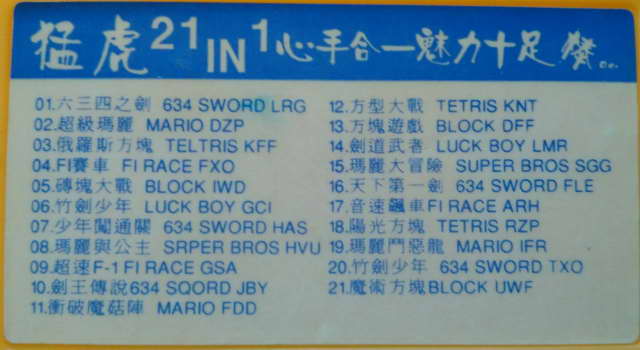 猛虎21IN1心手合一魅力十足
01.六三四之劍 634 SWORD LRG
02.超級瑪麗 MARIO DZP
03.俄羅斯方塊 TELTRIS KFF
04.FI賽車 FI RACE FXO
05.磚塊大戰 BLOCK IWD
06.竹劍少年 LUCK BOY GCI
07.少年闖通關 634 SWORD HAS
08.瑪麗與公主 SRPER BROS HVU
09.超速F-1 FI RACE GSA
10.劍王傳說634 SQORD JBY
11.衝破魔菇陣 MARIO FDD
12.方型大戰 TETRIS KNT
13.方塊遊戲 BLOCK DFF
14.劍道武者 LUCK BOY LMR
15.瑪麗大冒險 SUPER BROS SGG
16.天下第一劍 634 SWORD FLE
17.音速飆車FI RACE ARH
18.陽光方塊 TETRIS RZP
19.瑪麗鬥惡龍 MARIO IFR
20.竹劍少年 634 SWORD TXO
21.魔術方塊BLOCK UWF